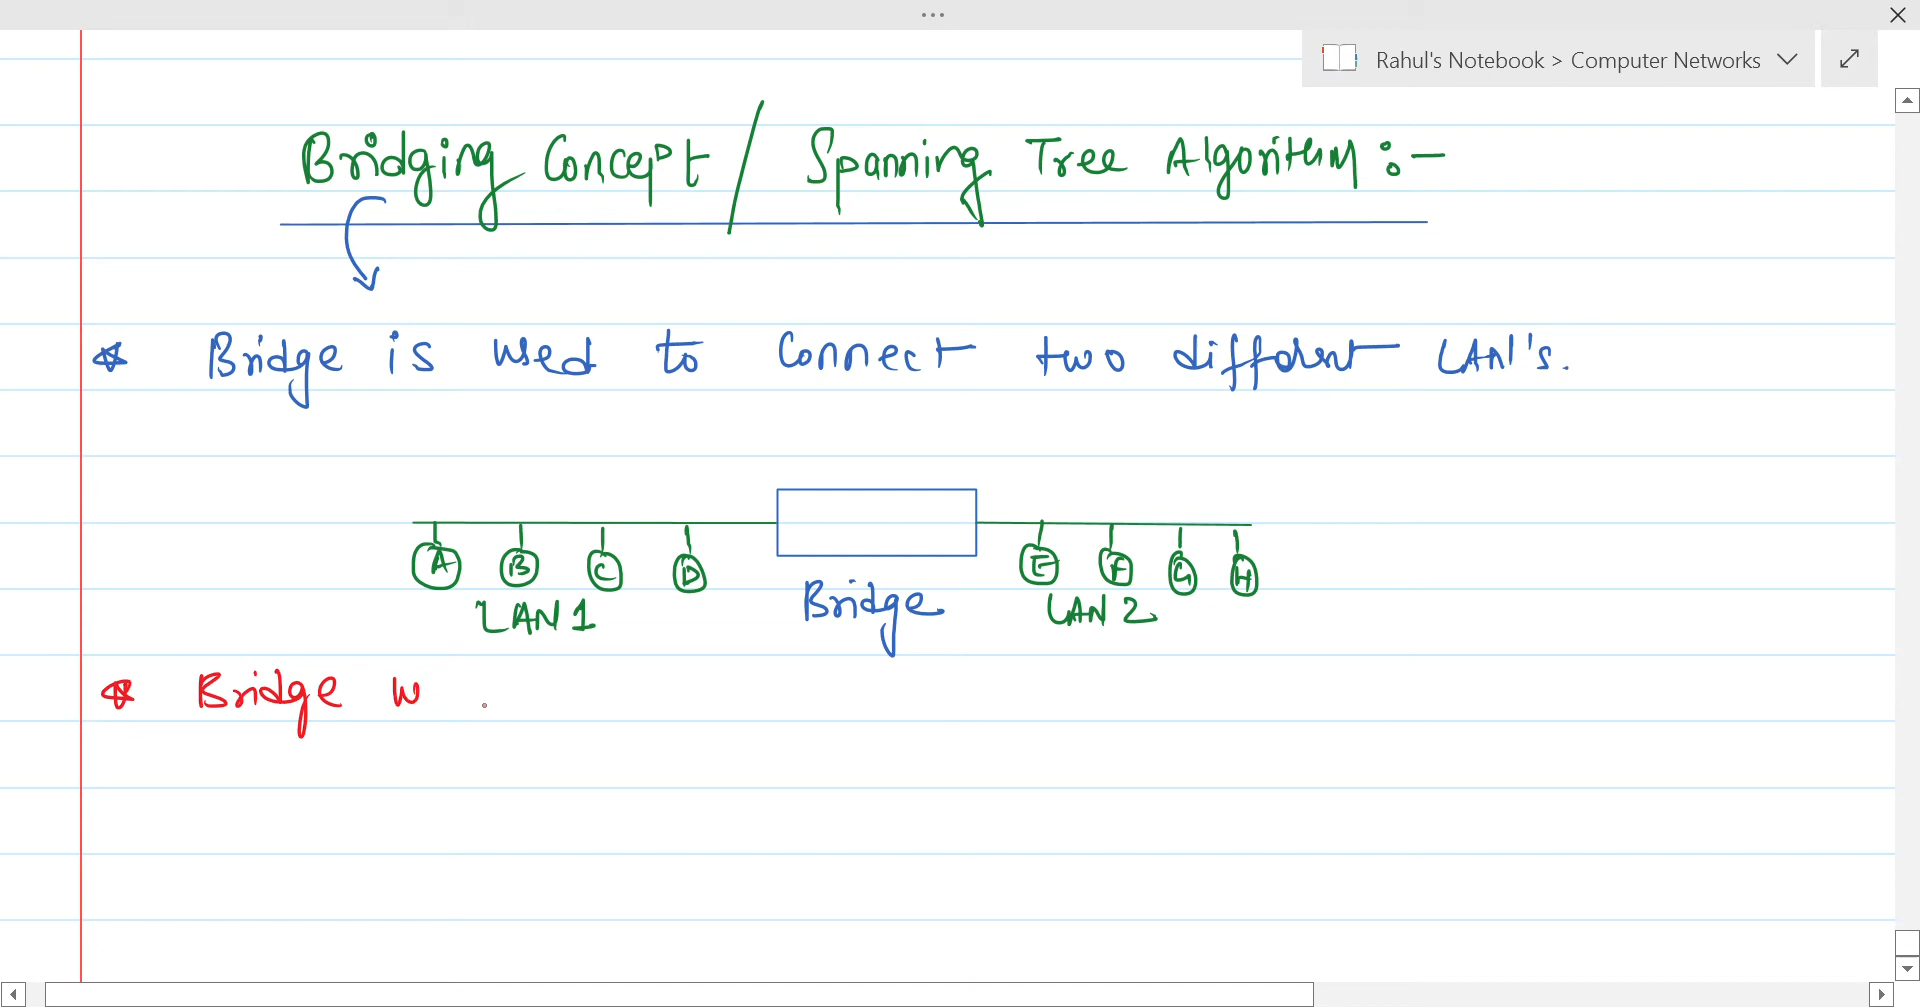 Rahul's Notebook > Computer Networks
Bridging Concept / Spanning Tree Algorithm :-
* Bridge is used to Connect two different LAN's.
A B C D E F G H
LAN 1 Bridge LAN 2
* Bridge w